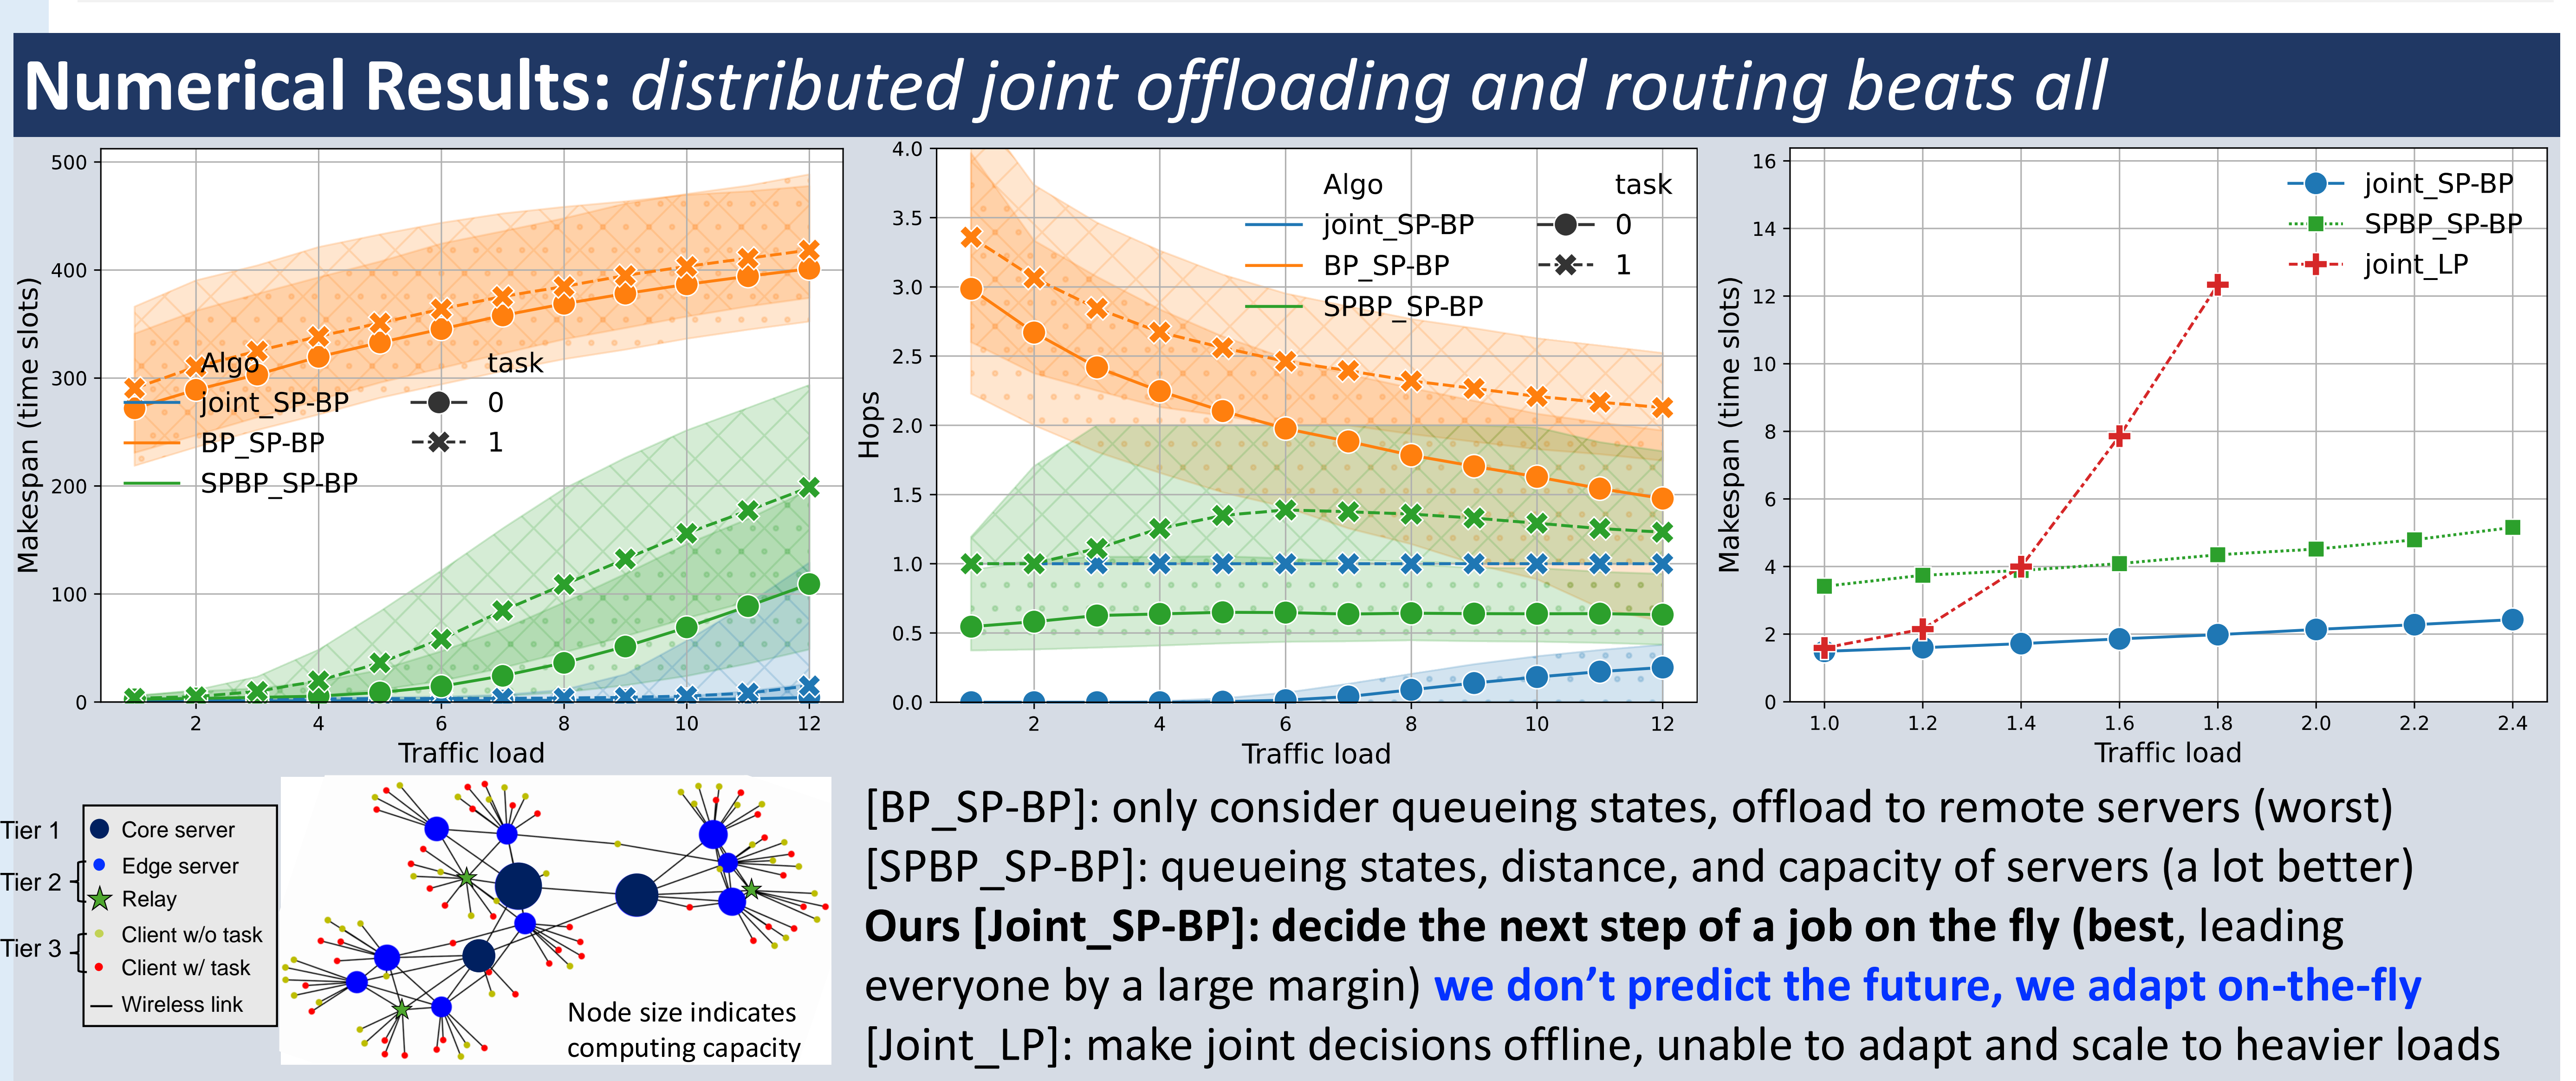 Numerical Results: distributed joint offloading and routing beats all
500
400
300
200
100
0
Makespan (time slots)
Algo
task
joint_SP-BP
0
BP_SP-BP
1
SPBP_SP-BP
2
4
6
8
10
12
Traffic load
4.0
3.5
3.0
2.5
2.0
1.5
1.0
0.5
0.0
Hops
Algo
task
joint_SP-BP
0
BP_SP-BP
1
SPBP_SP-BP
2
4
6
8
10
12
Traffic load
16
14
12
10
8
6
4
2
0
Makespan (time slots)
joint_SP-BP
SPBP_SP-BP
joint_LP
1.0
1.2
1.4
1.6
1.8
2.0
2.2
2.4
Traffic load
Tier 1
Tier 2
Tier 3
Core server
Edge server
Relay
Client w/o task
Client w/ task
Wireless link
Node size indicates
computing capacity
[BP_SP-BP]: only consider queueing states, offload to remote servers (worst)
[SPBP_SP-BP]: queueing states, distance, and capacity of servers (a lot better)
Ours [Joint_SP-BP]: decide the next step of a job on the fly (best, leading
everyone by a large margin) we don’t predict the future, we adapt on-the-fly
[Joint_LP]: make joint decisions offline, unable to adapt and scale to heavier loads